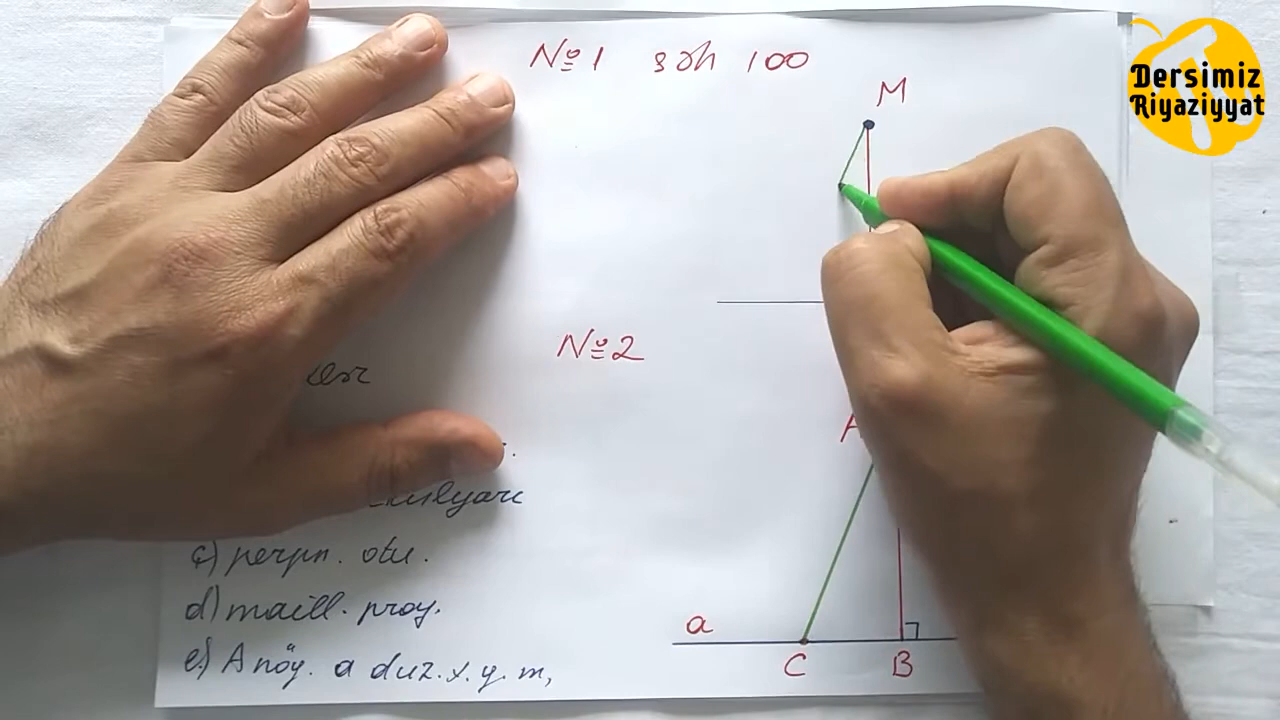 №1 səh 100
Dersimiz
Riyaziyyat
M
№2
A
ç) perpn. otu.
d) maill. proy.
a
e) A nöq. a düz. x. q. m,
C B